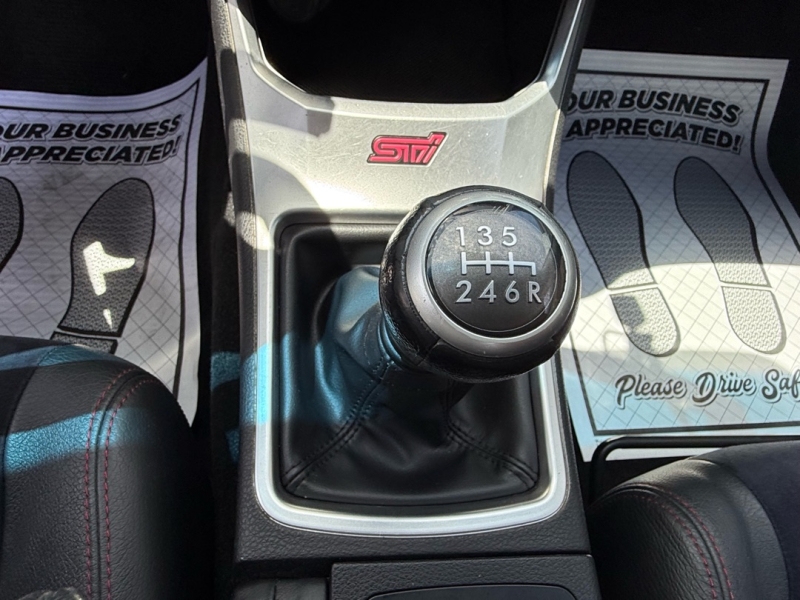 OUR BUSINESS
APPRECIATED!
STI
1 3 5
2 4 6 R
OUR BUSINESS
APPRECIATED!
Please Drive Saf